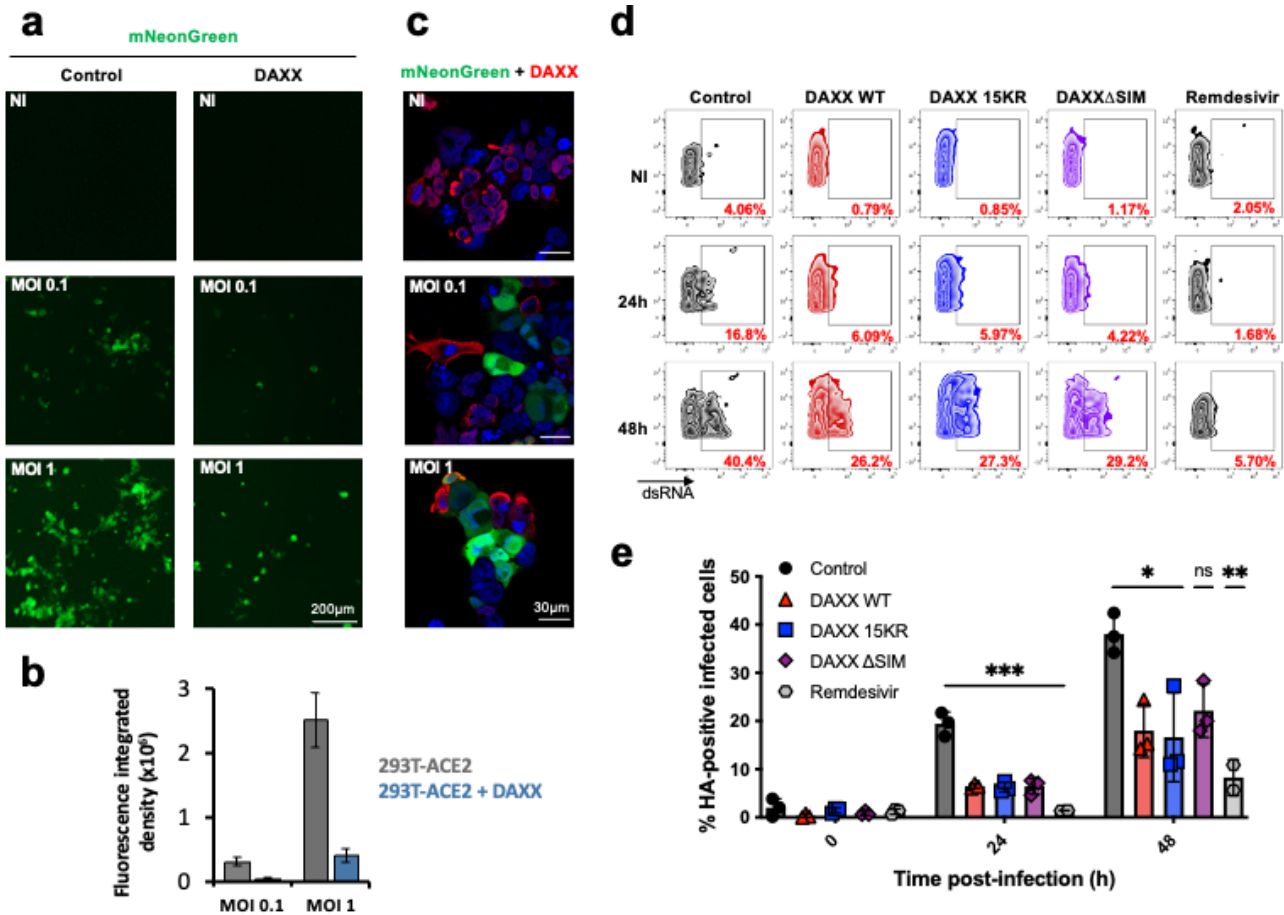 a
mNeonGreen
Control DAXX
NI NI
MOI 0.1 MOI 0.1
MOI 1 MOI 1
200µm
b
Fluorescence integrated
density (x10⁶)
3
2
1
0
MOI 0.1 MOI 1
293T-ACE2
293T-ACE2 + DAXX
c
mNeonGreen + DAXX
NI
MOI 0.1
MOI 1
30µm
d
Control DAXX WT DAXX 15KR DAXXΔSIM Remdesivir
NI
4.06% 0.79% 0.85% 1.17% 2.05%
24h
16.8% 6.09% 5.97% 4.22% 1.68%
48h
40.4% 26.2% 27.3% 29.2% 5.70%
dsRNA
e
% HA-positive infected cells
50
40
30
20
10
0
Control
DAXX WT
DAXX 15KR
DAXX ΔSIM
Remdesivir
***
* ns **
0 24 48
Time post-infection (h)